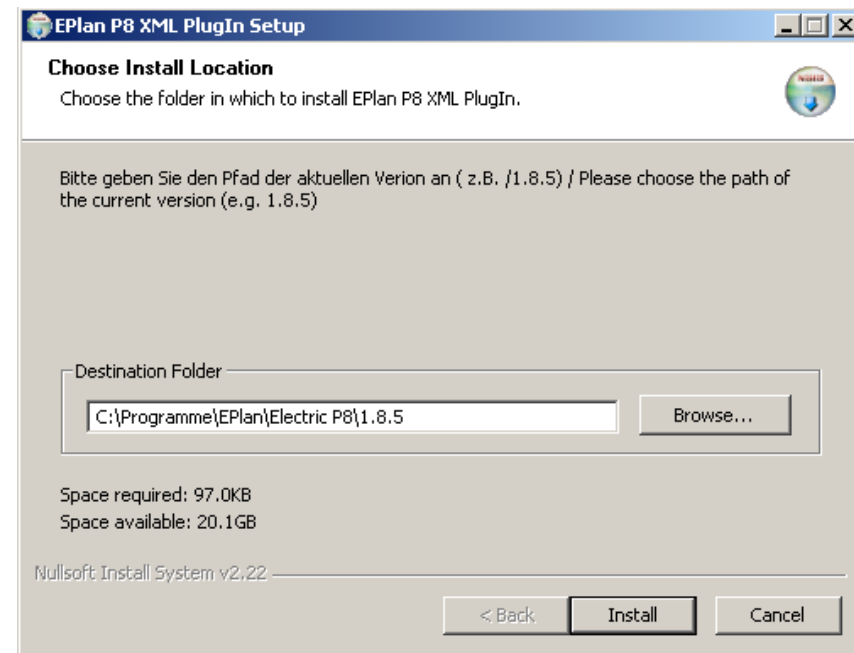 EPlan P8 XML PlugIn Setup
Choose Install Location
Choose the folder in which to install EPlan P8 XML PlugIn.
Bitte geben Sie den Pfad der aktuellen Verion an ( z.B. /1.8.5) / Please choose the path of
the current version (e.g. 1.8.5)
Destination Folder
C:\Programme\EPlan\Electric P8\1.8.5
Browse...
Space required: 97.0KB
Space available: 20.1GB
Nullsoft Install System v2.22
< Back
Install
Cancel